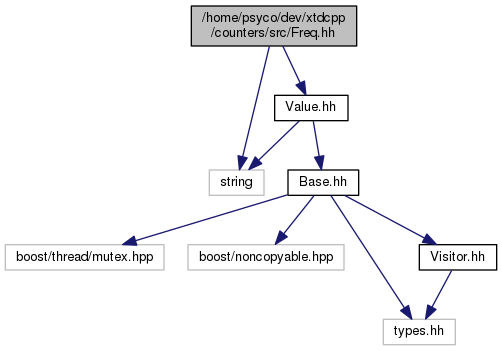 /home/psyco/dev/xtdcpp
/counters/src/Freq.hh
Value.hh
string
Base.hh
boost/thread/mutex.hpp
boost/noncopyable.hpp
Visitor.hh
types.hh